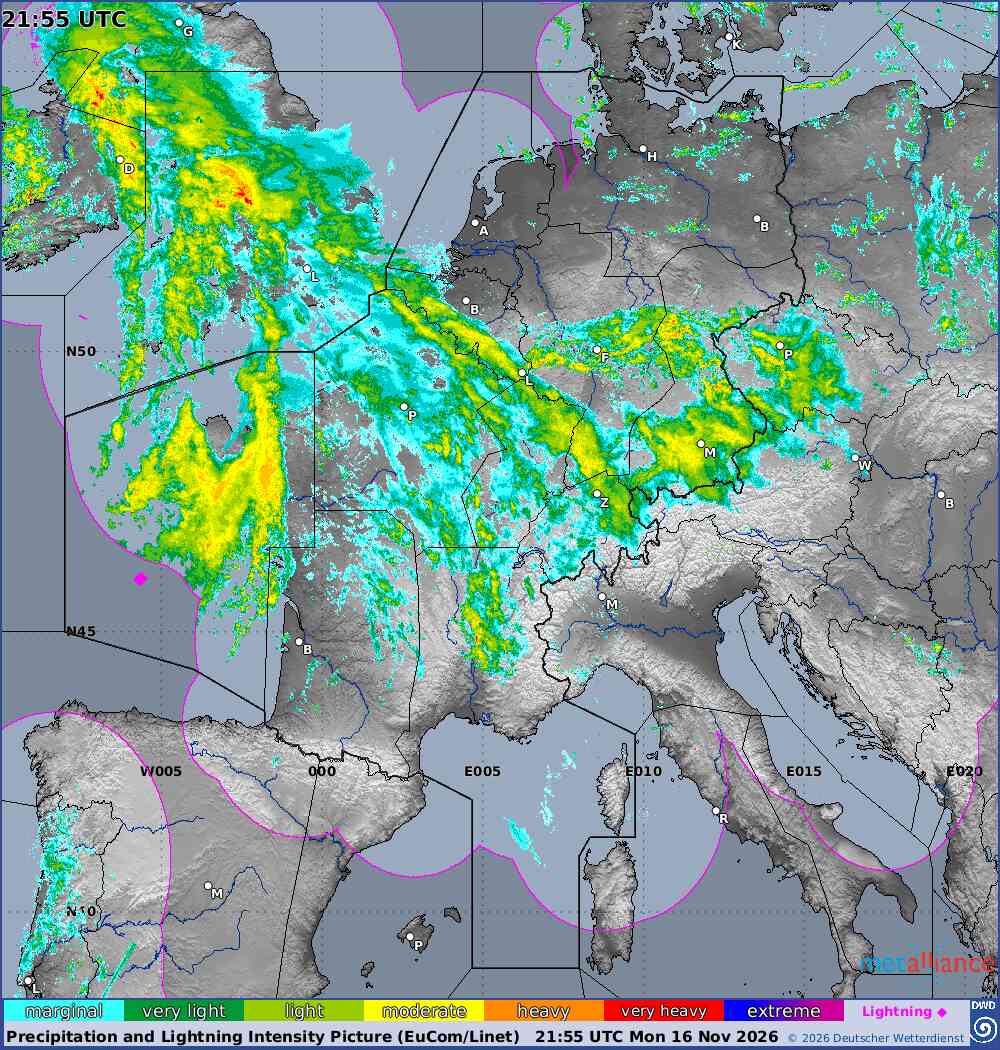 21:55 UTC
G
K
D
H
A
B
L
B
N50
F
P
L
P
M
W
Z
B
M
N45
B
W005
000
E005
E010
E015
E020
R
M
N40
P
L
metalliance
marginal very light light moderate heavy very heavy extreme Lightning ◆
DWD
Precipitation and Lightning Intensity Picture (EuCom/Linet) 21:55 UTC Mon 16 Nov 2026 © 2026 Deutscher Wetterdienst